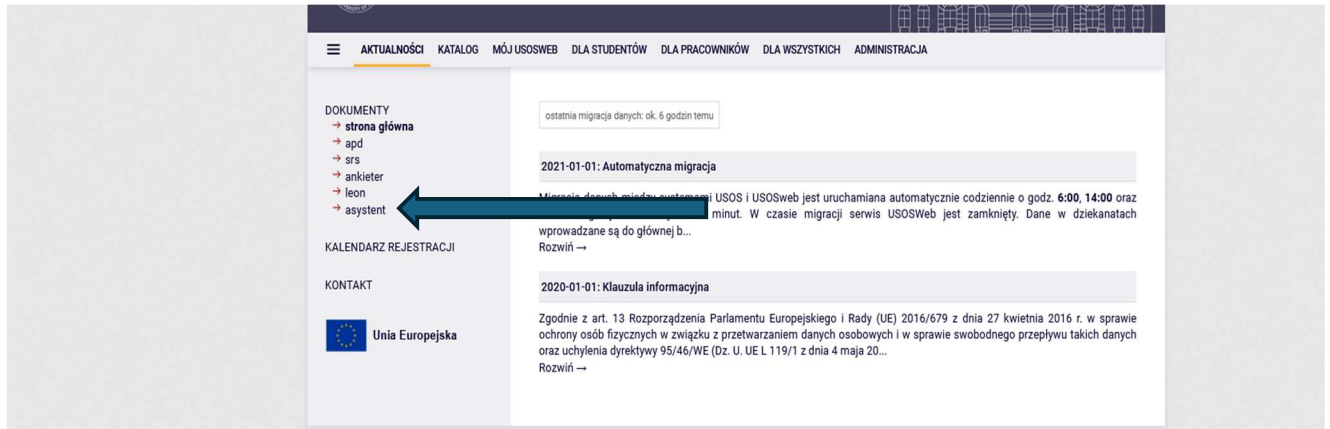 AKTUALNOŚCI KATALOG MÓJ USOSWEB DLA STUDENTÓW DLA PRACOWNIKÓW DLA WSZYSTKICH ADMINISTRACJA
DOKUMENTY
→ strona główna
→ apd
→ srs
→ ankieter
→ leon
→ asystent
KALENDARZ REJESTRACJI
KONTAKT
Unia Europejska
ostatnia migracja danych: ok. 6 godzin temu
2021-01-01: Automatyczna migracja
USOS i USOSweb jest uruchamiana automatycznie codziennie o godz. 6:00, 14:00 oraz
minut. W czasie migracji serwis USOSWeb jest zamknięty. Dane w dziekanatach
wprowadzane są do głównej b...
Rozwiń →
2020-01-01: Klauzula informacyjna
Zgodnie z art. 13 Rozporządzenia Parlamentu Europejskiego i Rady (UE) 2016/679 z dnia 27 kwietnia 2016 r. w sprawie
ochrony osób fizycznych w związku z przetwarzaniem danych osobowych i w sprawie swobodnego przepływu takich danych
oraz uchylenia dyrektywy 95/46/WE (Dz. U. UE L 119/1 z dnia 4 maja 20...
Rozwiń →